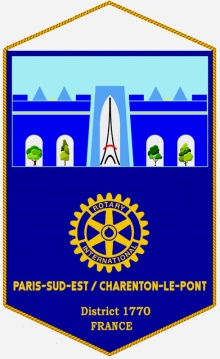 ROTARY
INTERNATIONAL
PARIS-SUD-EST / CHARENTON-LE-PONT
District 1770
FRANCE